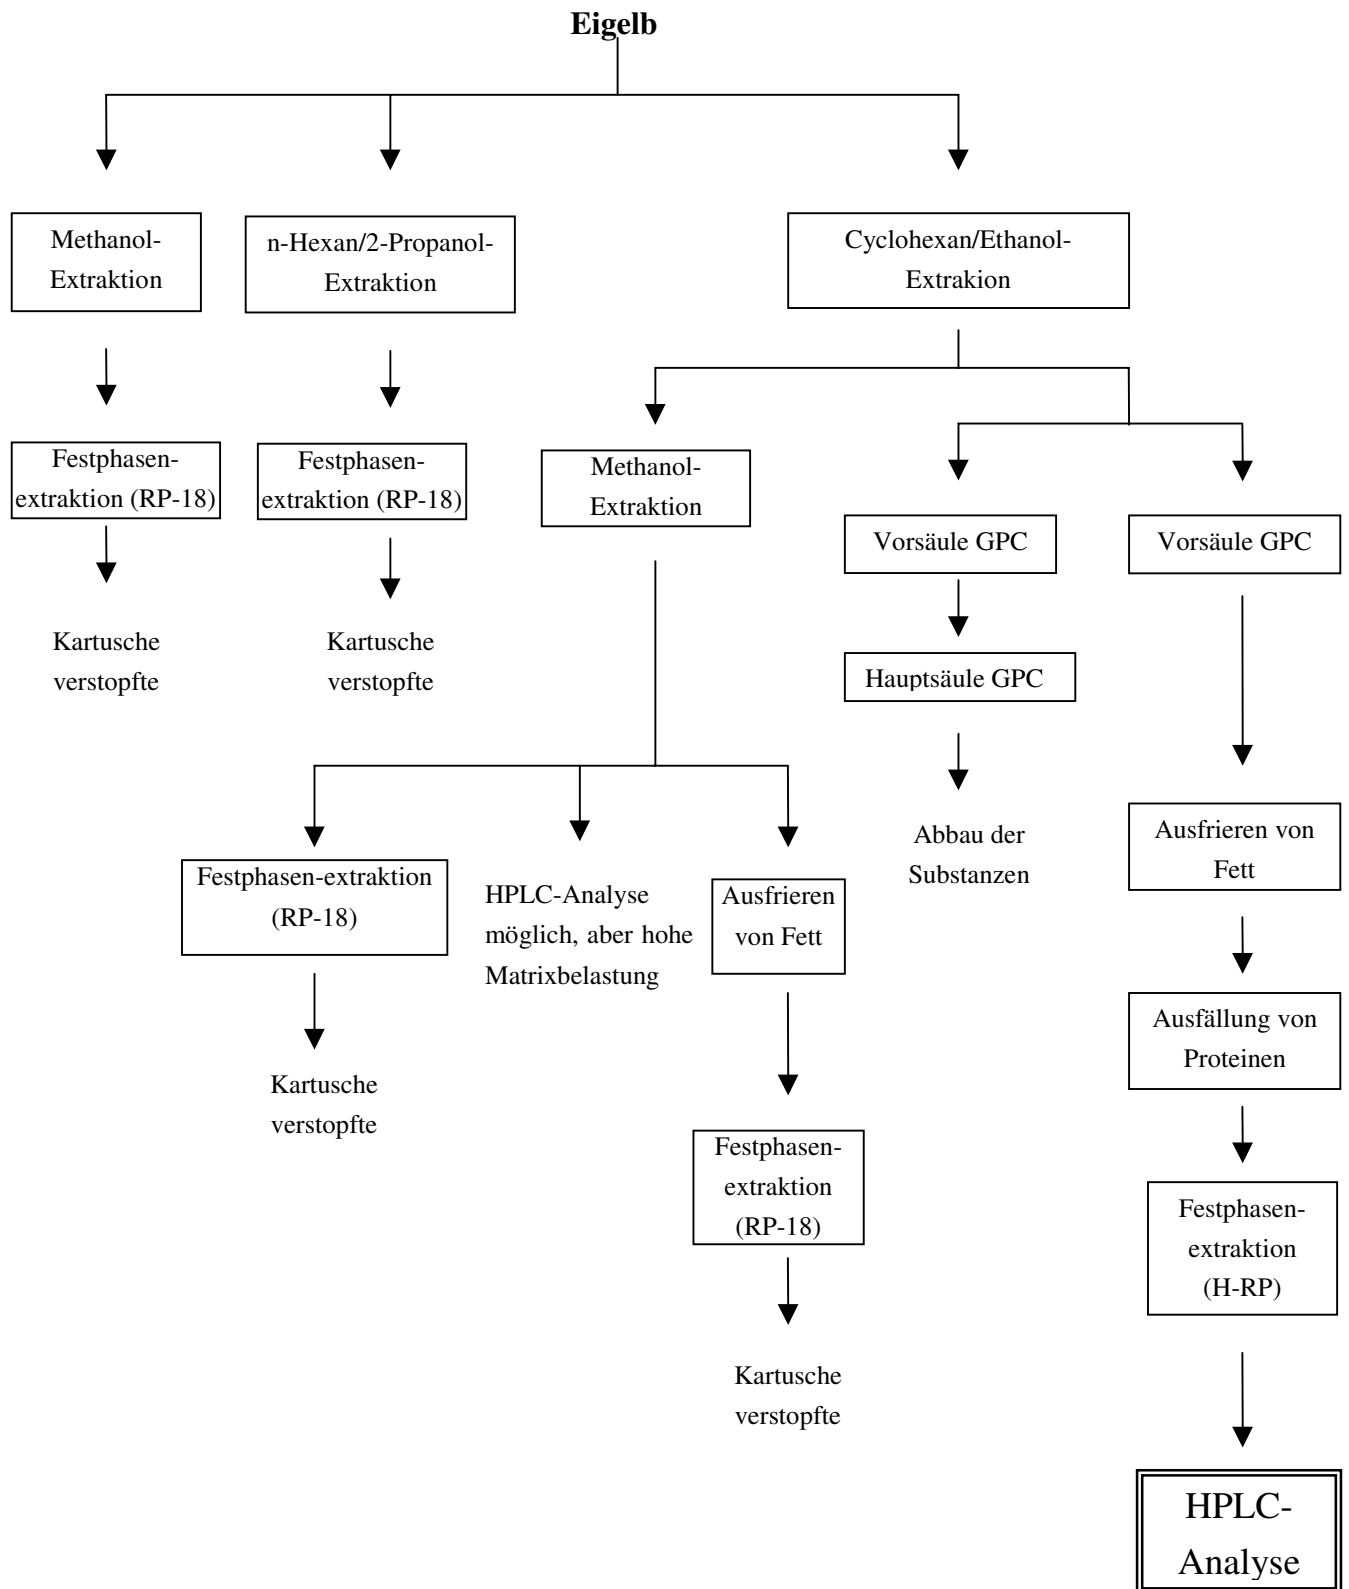 Eigelb
Methanol-
Extraktion
n-Hexan/2-Propanol-
Extraktion
Cyclohexan/Ethanol-
Extrakion
Festphasen-
extraktion (RP-18)
Festphasen-
extraktion (RP-18)
Methanol-
Extraktion
Vorsäule GPC
Vorsäule GPC
Kartusche
verstopfte
Kartusche
verstopfte
Hauptsäule GPC
Abbau der
Substanzen
Ausfrieren von
Fett
Festphasen-extraktion
(RP-18)
HPLC-Analyse
möglich, aber hohe
Matrixbelastung
Ausfrieren
von Fett
Ausfällung von
Proteinen
Kartusche
verstopfte
Festphasen-
extraktion
(RP-18)
Festphasen-
extraktion
(H-RP)
Kartusche
verstopfte
HPLC-
Analyse